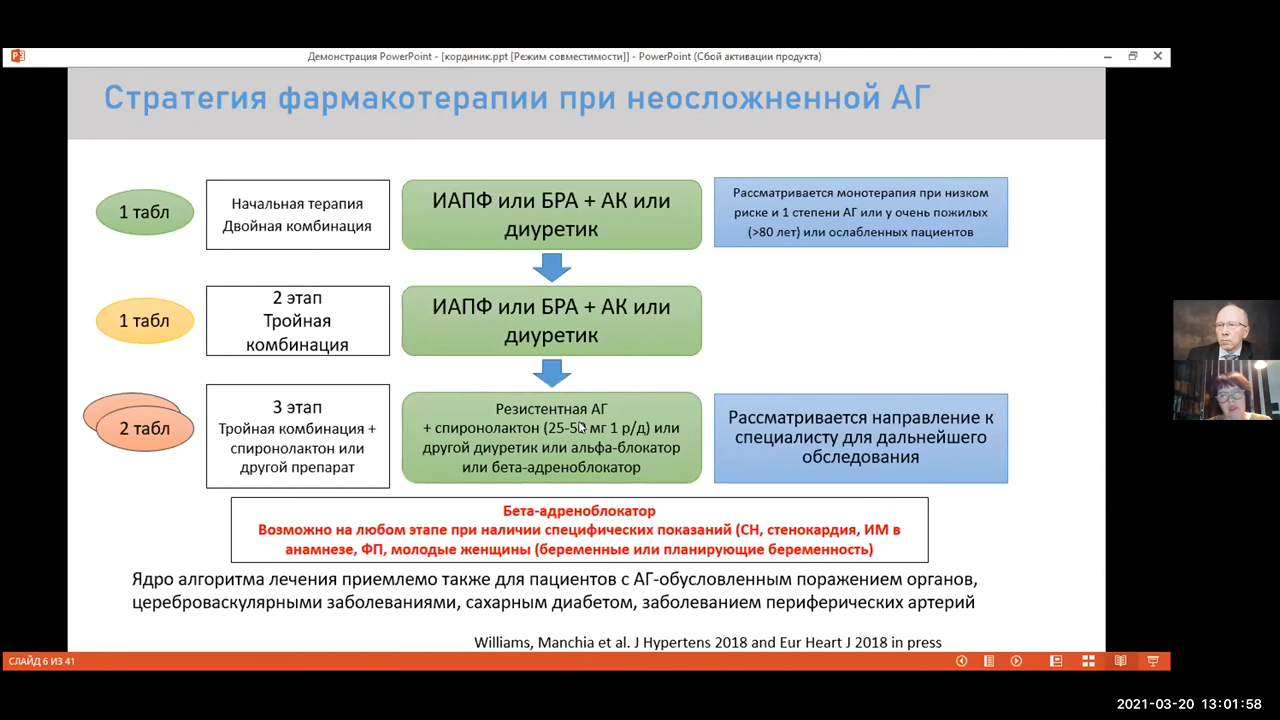 Демонстрация PowerPoint - [кординик.ppt [Режим совместимости]] - PowerPoint (Сбой активации продукта)
Стратегия фармакотерапии при неосложненной АГ
1 табл
Начальная терапия
Двойная комбинация
ИАПФ или БРА + АК или
диуретик
Рассматривается монотерапия при низком
риске и 1 степени АГ или у очень пожилых
(>80 лет) или ослабленных пациентов
1 табл
2 этап
Тройная
комбинация
ИАПФ или БРА + АК или
диуретик
2 табл
3 этап
Тройная комбинация +
спиронолактон или
другой препарат
Резистентная АГ
+ спиронолактон (25-50 мг 1 р/д) или
другой диуретик или альфа-блокатор
или бета-адреноблокатор
Рассматривается направление к
специалисту для дальнейшего
обследования
Бета-адреноблокатор
Возможно на любом этапе при наличии специфических показаний (СН, стенокардия, ИМ в
анамнезе, ФП, молодые женщины (беременные или планирующие беременность)
Ядро алгоритма лечения приемлемо также для пациентов с АГ-обусловленным поражением органов,
цереброваскулярными заболеваниями, сахарным диабетом, заболеванием периферических артерий
Williams, Manchia et al. J Hypertens 2018 and Eur Heart J 2018 in press
СЛАЙД 6 ИЗ 41
2021-03-20 13:01:58